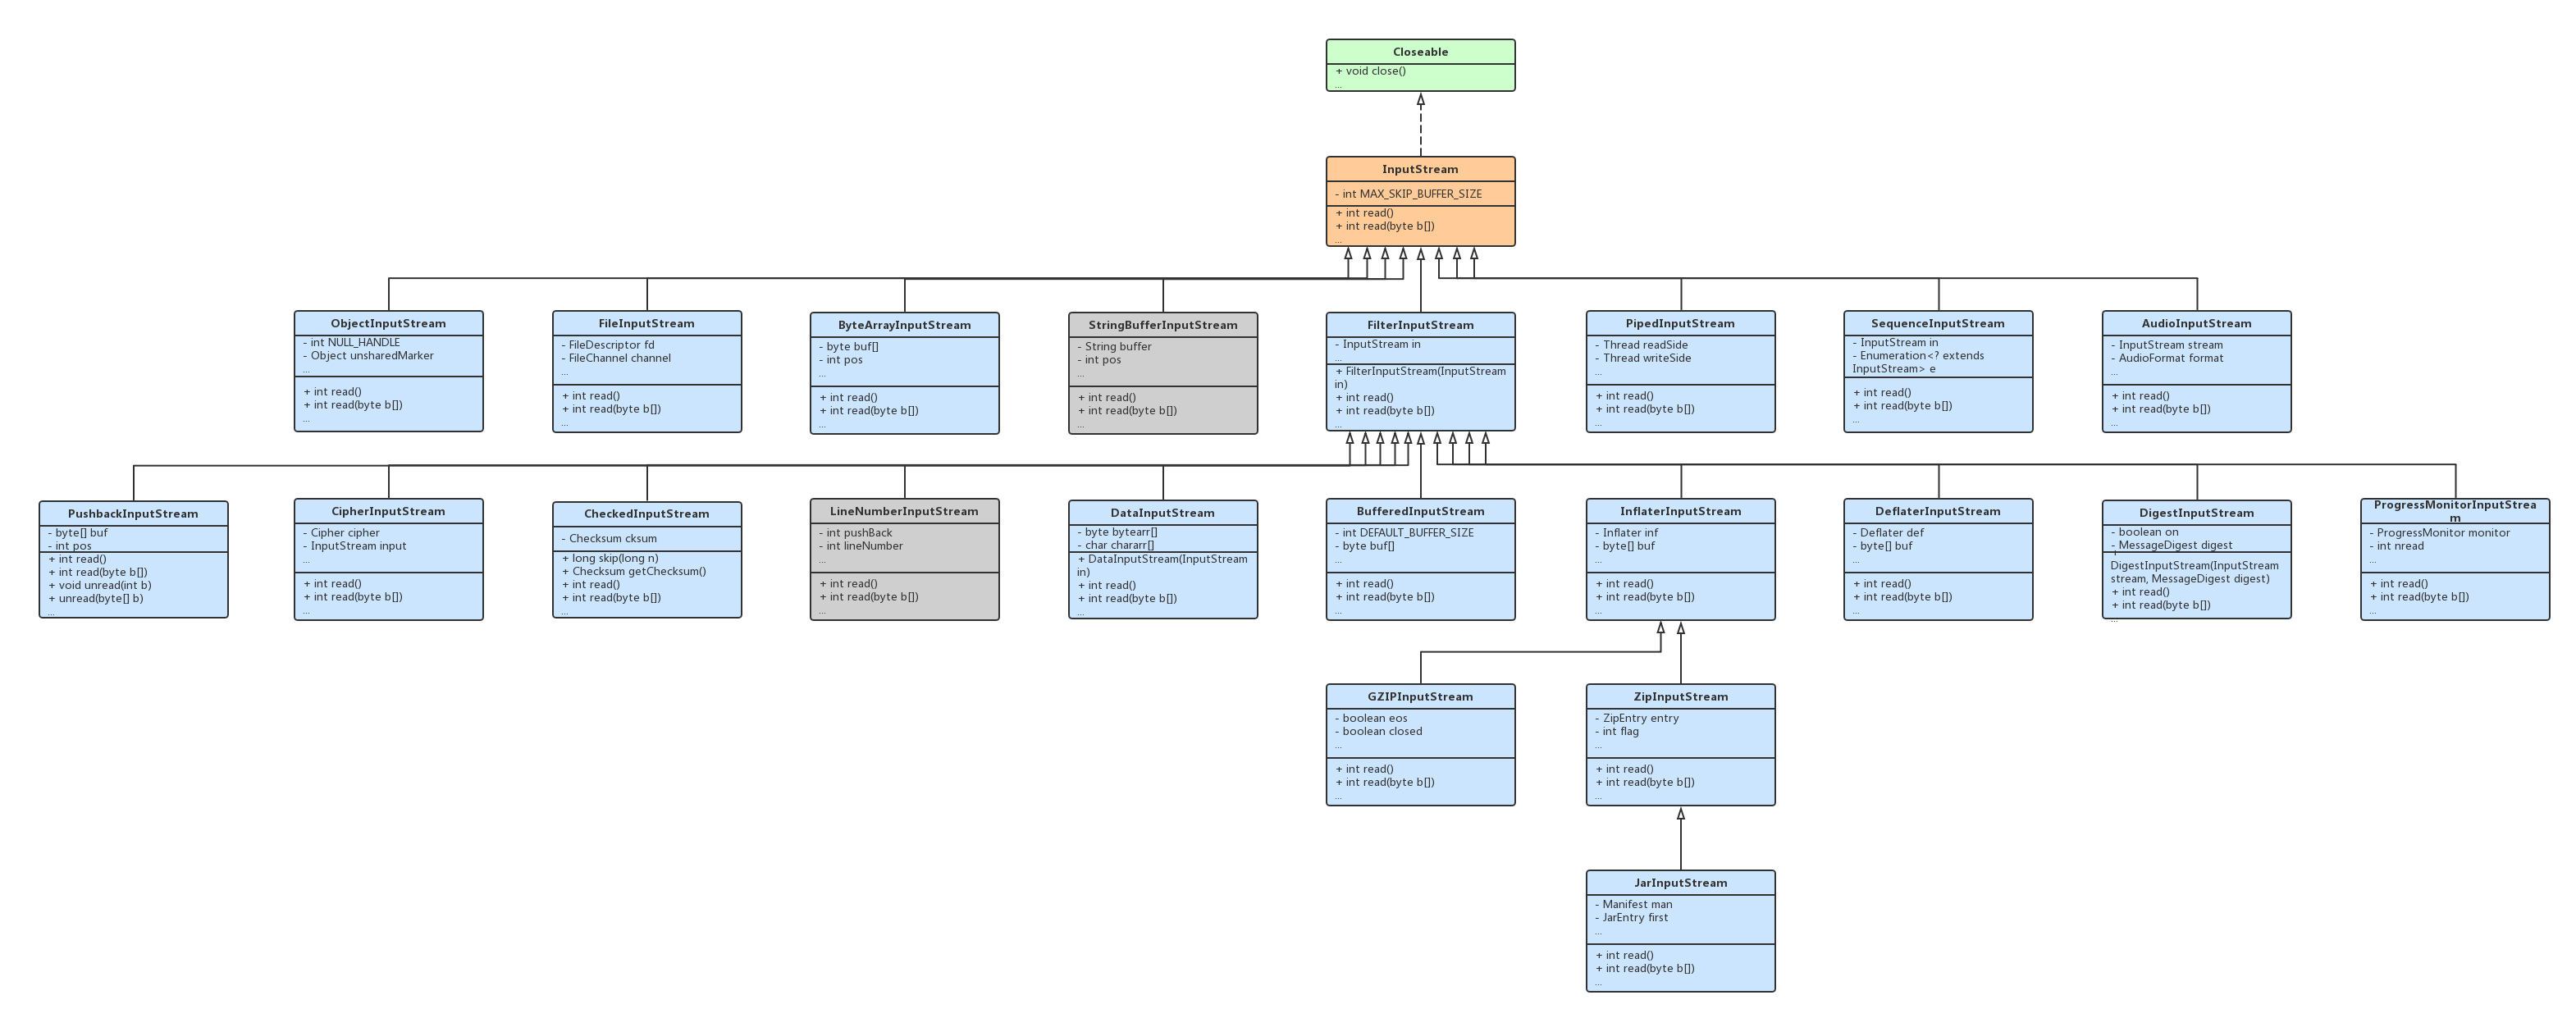 Closeable
+ void close()
...
InputStream
- int MAX_SKIP_BUFFER_SIZE
+ int read()
+ int read(byte b[])
...
ObjectInputStream
- int NULL_HANDLE
- Object unsharedMarker
...
+ int read()
+ int read(byte b[])
...
FileInputStream
- FileDescriptor fd
- FileChannel channel
...
+ int read()
+ int read(byte b[])
...
ByteArrayInputStream
- byte buf[]
- int pos
...
+ int read()
+ int read(byte b[])
...
StringBufferInputStream
- String buffer
- int pos
...
+ int read()
+ int read(byte b[])
...
FilterInputStream
- InputStream in
...
+ FilterInputStream(InputStream
in)
+ int read()
+ int read(byte b[])
...
PipedInputStream
- Thread readSide
- Thread writeSide
...
+ int read()
+ int read(byte b[])
...
SequenceInputStream
- InputStream in
- Enumeration<? extends
InputStream> e
+ int read()
+ int read(byte b[])
...
AudioInputStream
- InputStream stream
- AudioFormat format
...
+ int read()
+ int read(byte b[])
...
PushbackInputStream
- byte[] buf
- int pos
+ int read()
+ int read(byte b[])
+ void unread(int b)
+ unread(byte[] b)
...
CipherInputStream
- Cipher cipher
- InputStream input
...
+ int read()
+ int read(byte b[])
...
CheckedInputStream
- Checksum cksum
+ long skip(long n)
+ Checksum getChecksum()
+ int read()
+ int read(byte b[])
...
LineNumberInputStream
- int pushBack
- int lineNumber
...
+ int read()
+ int read(byte b[])
...
DataInputStream
- byte bytearr[]
- char chararr[]
+ DataInputStream(InputStream
in)
+ int read()
+ int read(byte b[])
...
BufferedInputStream
- int DEFAULT_BUFFER_SIZE
- byte buf[]
...
+ int read()
+ int read(byte b[])
...
InflaterInputStream
- Inflater inf
- byte[] buf
...
+ int read()
+ int read(byte b[])
...
DeflaterInputStream
- Deflater def
- byte[] buf
...
+ int read()
+ int read(byte b[])
...
DigestInputStream
- boolean on
- MessageDigest digest
+
DigestInputStream(InputStream
stream, MessageDigest digest)
+ int read()
+ int read(byte b[])
...
ProgressMonitorInputStrea
m
- ProgressMonitor monitor
- int nread
...
+ int read()
+ int read(byte b[])
...
GZIPInputStream
- boolean eos
- boolean closed
...
+ int read()
+ int read(byte b[])
...
ZipInputStream
- ZipEntry entry
- int flag
...
+ int read()
+ int read(byte b[])
...
JarInputStream
- Manifest man
- JarEntry first
...
+ int read()
+ int read(byte b[])
...